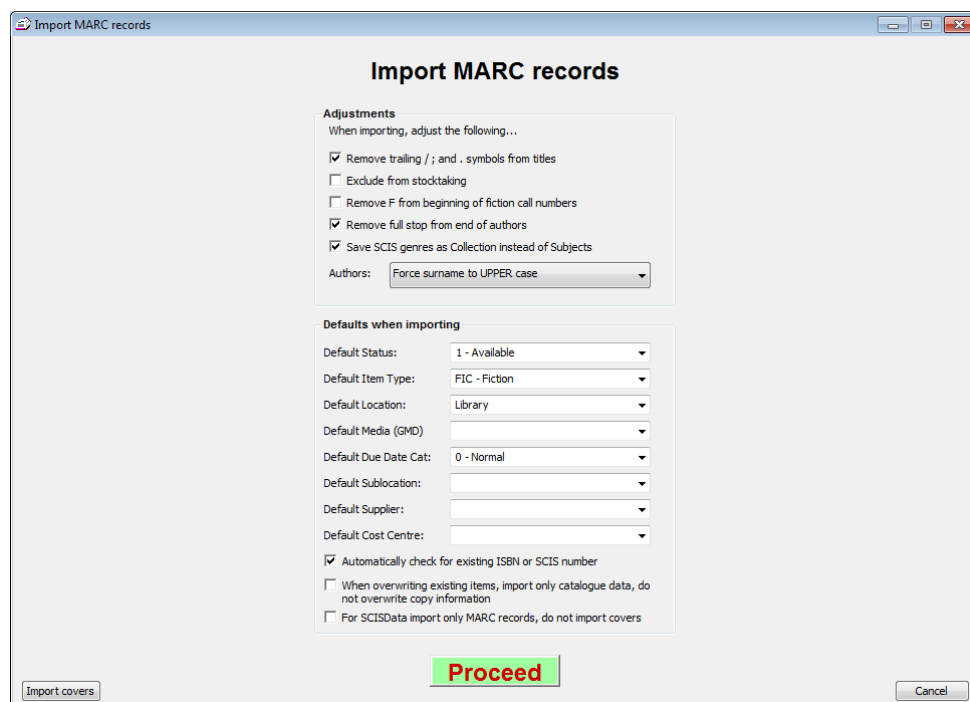 Import MARC records
Import MARC records
Adjustments
When importing, adjust the following...
Remove trailing / ; and . symbols from titles
Exclude from stocktaking
Remove F from beginning of fiction call numbers
Remove full stop from end of authors
Save SCIS genres as Collection instead of Subjects
Authors: Force surname to UPPER case
Defaults when importing
Default Status: 1 - Available
Default Item Type: FIC - Fiction
Default Location: Library
Default Media (GMD)
Default Due Date Cat: 0 - Normal
Default Sublocation:
Default Supplier:
Default Cost Centre:
Automatically check for existing ISBN or SCIS number
When overwriting existing items, import only catalogue data, do
not overwrite copy information
For SCISData import only MARC records, do not import covers
Proceed
Import covers
Cancel